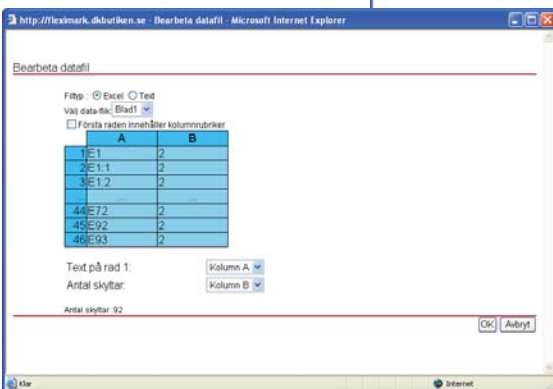 http://fleximark.dkbutiken.se - Bearbeta datafil - Microsoft Internet Explorer
Bearbeta datafil
Filtyp : Excel Text
Välj data-flik: Blad1
Första raden innehåller kolumnrubriker
A B
1 E1 2
2 E1:1 2
3 E1:2 2
... ... ...
44 E72 2
45 E92 2
46 E93 2
Text på rad 1: Kolumn A
Antal skyltar: Kolumn B
Antal skyltar :92
OK Avbryt
Klar Internet